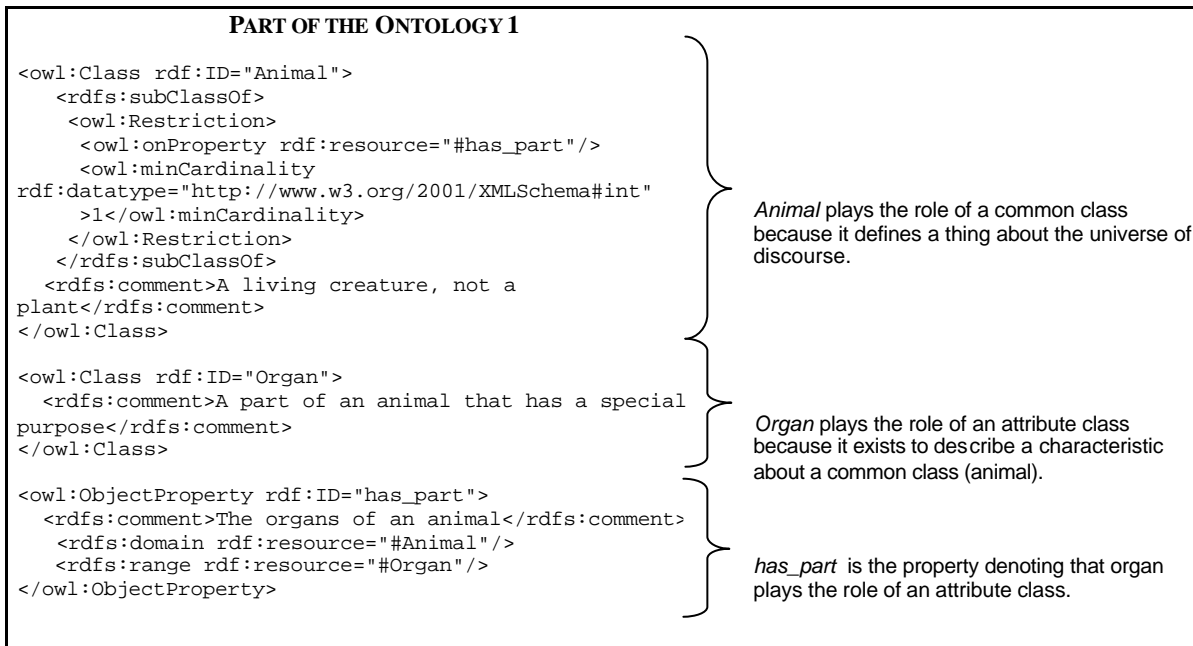 PART OF THE ONTOLOGY 1
<owl:Class rdf:ID="Animal">
<rdfs:subClassOf>
<owl:Restriction>
<owl:onProperty rdf:resource="#has_part"/>
<owl:minCardinality
rdf:datatype="http://www.w3.org/2001/XMLSchema#int"
>1</owl:minCardinality>
</owl:Restriction>
</rdfs:subClassOf>
<rdfs:comment>A living creature, not a
plant</rdfs:comment>
</owl:Class>
Animal plays the role of a common class
because it defines a thing about the universe of
discourse.
<owl:Class rdf:ID="Organ">
<rdfs:comment>A part of an animal that has a special
purpose</rdfs:comment>
</owl:Class>
Organ plays the role of an attribute class
because it exists to describe a characteristic
about a common class (animal).
<owl:ObjectProperty rdf:ID="has_part">
<rdfs:comment>The organs of an animal</rdfs:comment>
<rdfs:domain rdf:resource="#Animal"/>
<rdfs:range rdf:resource="#Organ"/>
</owl:ObjectProperty>
has_part is the property denoting that organ
plays the role of an attribute class.